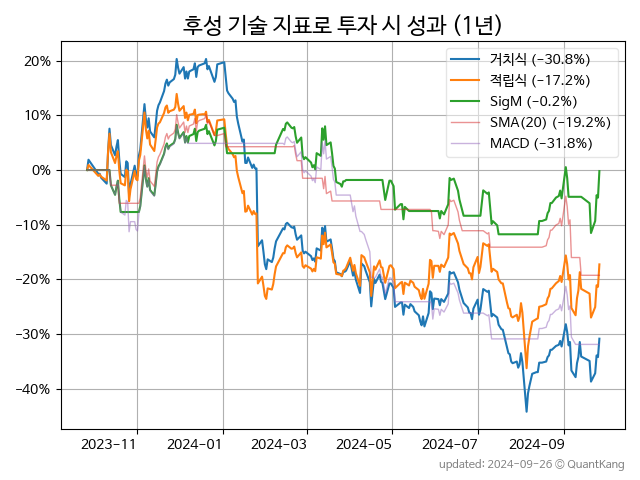 후성 기술 지표로 투자 시 성과 (1년)
거치식 (−30.8%)
적립식 (−17.2%)
SigM (−0.2%)
SMA(20) (−19.2%)
MACD (−31.8%)
20%
10%
0%
−10%
−20%
−30%
−40%
2023-11 2024-01 2024-03 2024-05 2024-07 2024-09
updated: 2024-09-26 © QuantKang